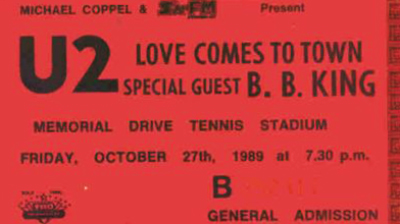 MICHAEL COPPEL & SAFM Present
U2 LOVE COMES TO TOWN
SPECIAL GUEST B. B. KING
MEMORIAL DRIVE TENNIS STADIUM
FRIDAY, OCTOBER 27th, 1989 at 7.30 p.m.
B
GENERAL ADMISSION